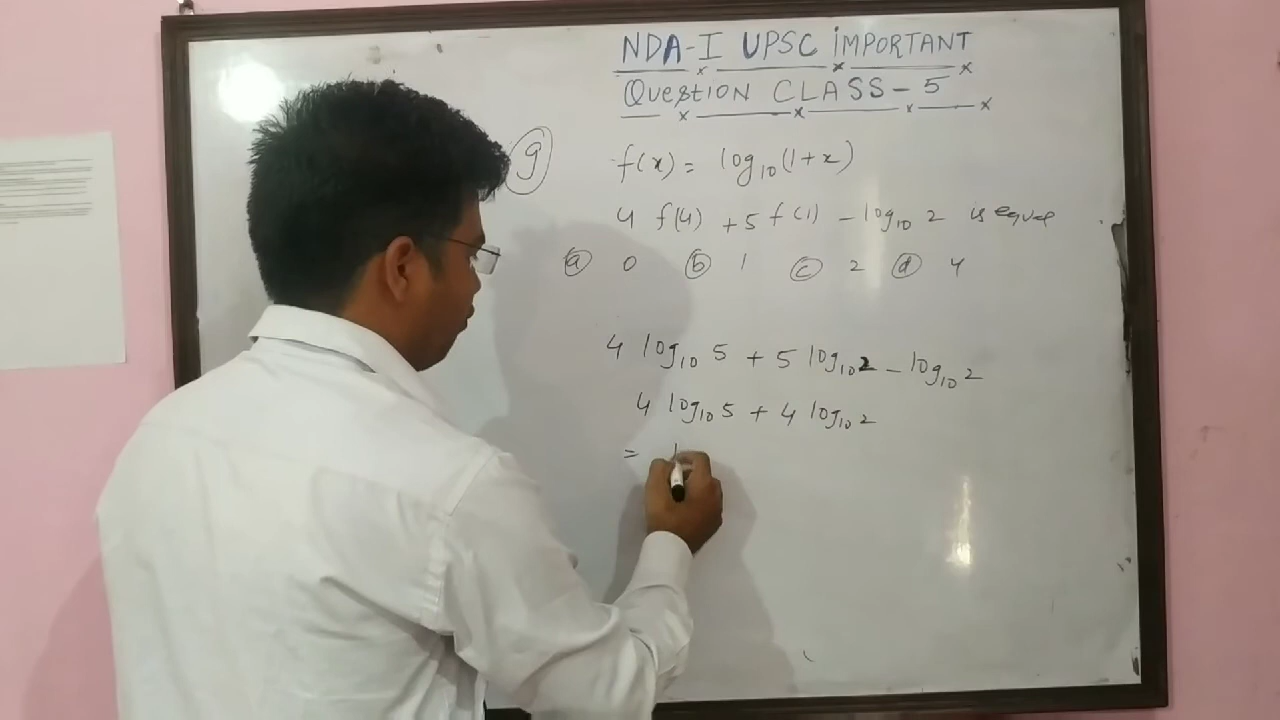 NDA-I UPSC IMPORTANT
QUESTION CLASS-5
9 f(x) = log10(1+x)
4 f(4) + 5 f(1) - log10 2 is equal
(a) 0 (b) 1 (c) 2 (d) 4
4 log10 5 + 5 log10 2 - log10 2
4 log10 5 + 4 log10 2
=